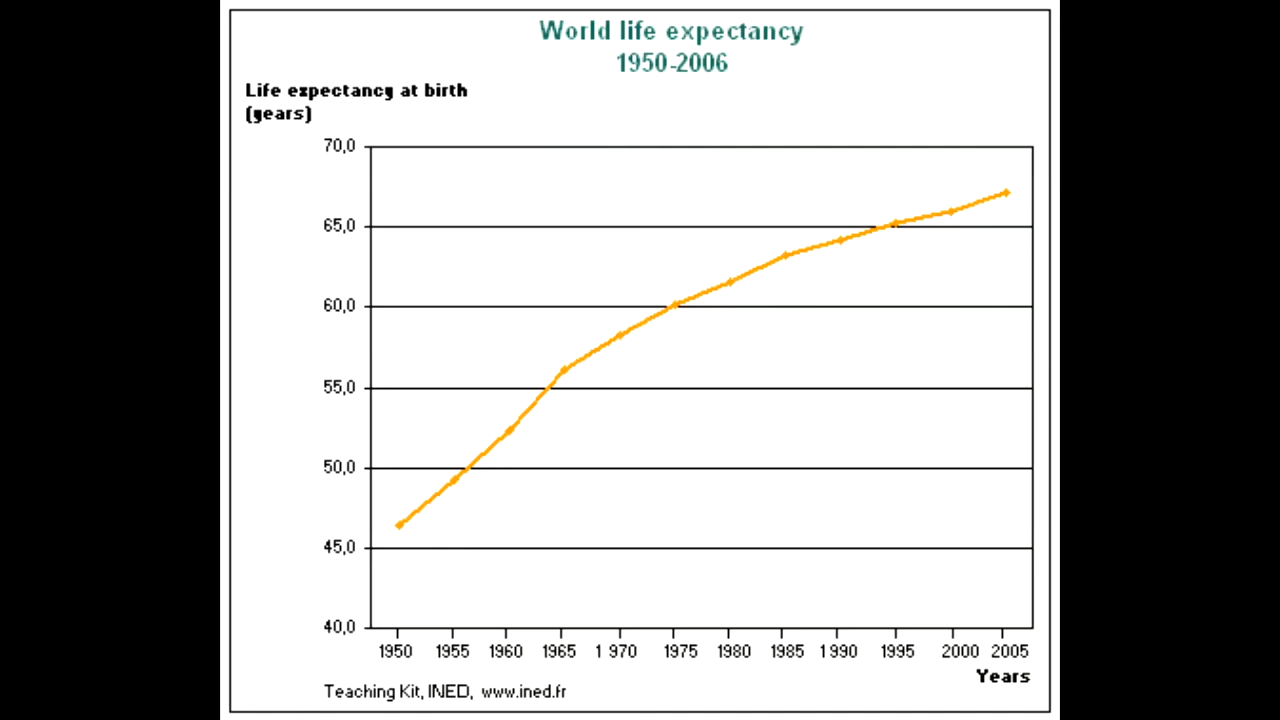 World life expectancy
1950-2006
Life expectancy at birth
(years)
70,0
65,0
60,0
55,0
50,0
45,0
40,0
1950 1955 1960 1965 1 970 1975 1980 1985 1990 1995 2000 2005
Years
Teaching Kit, INED, www.ined.fr